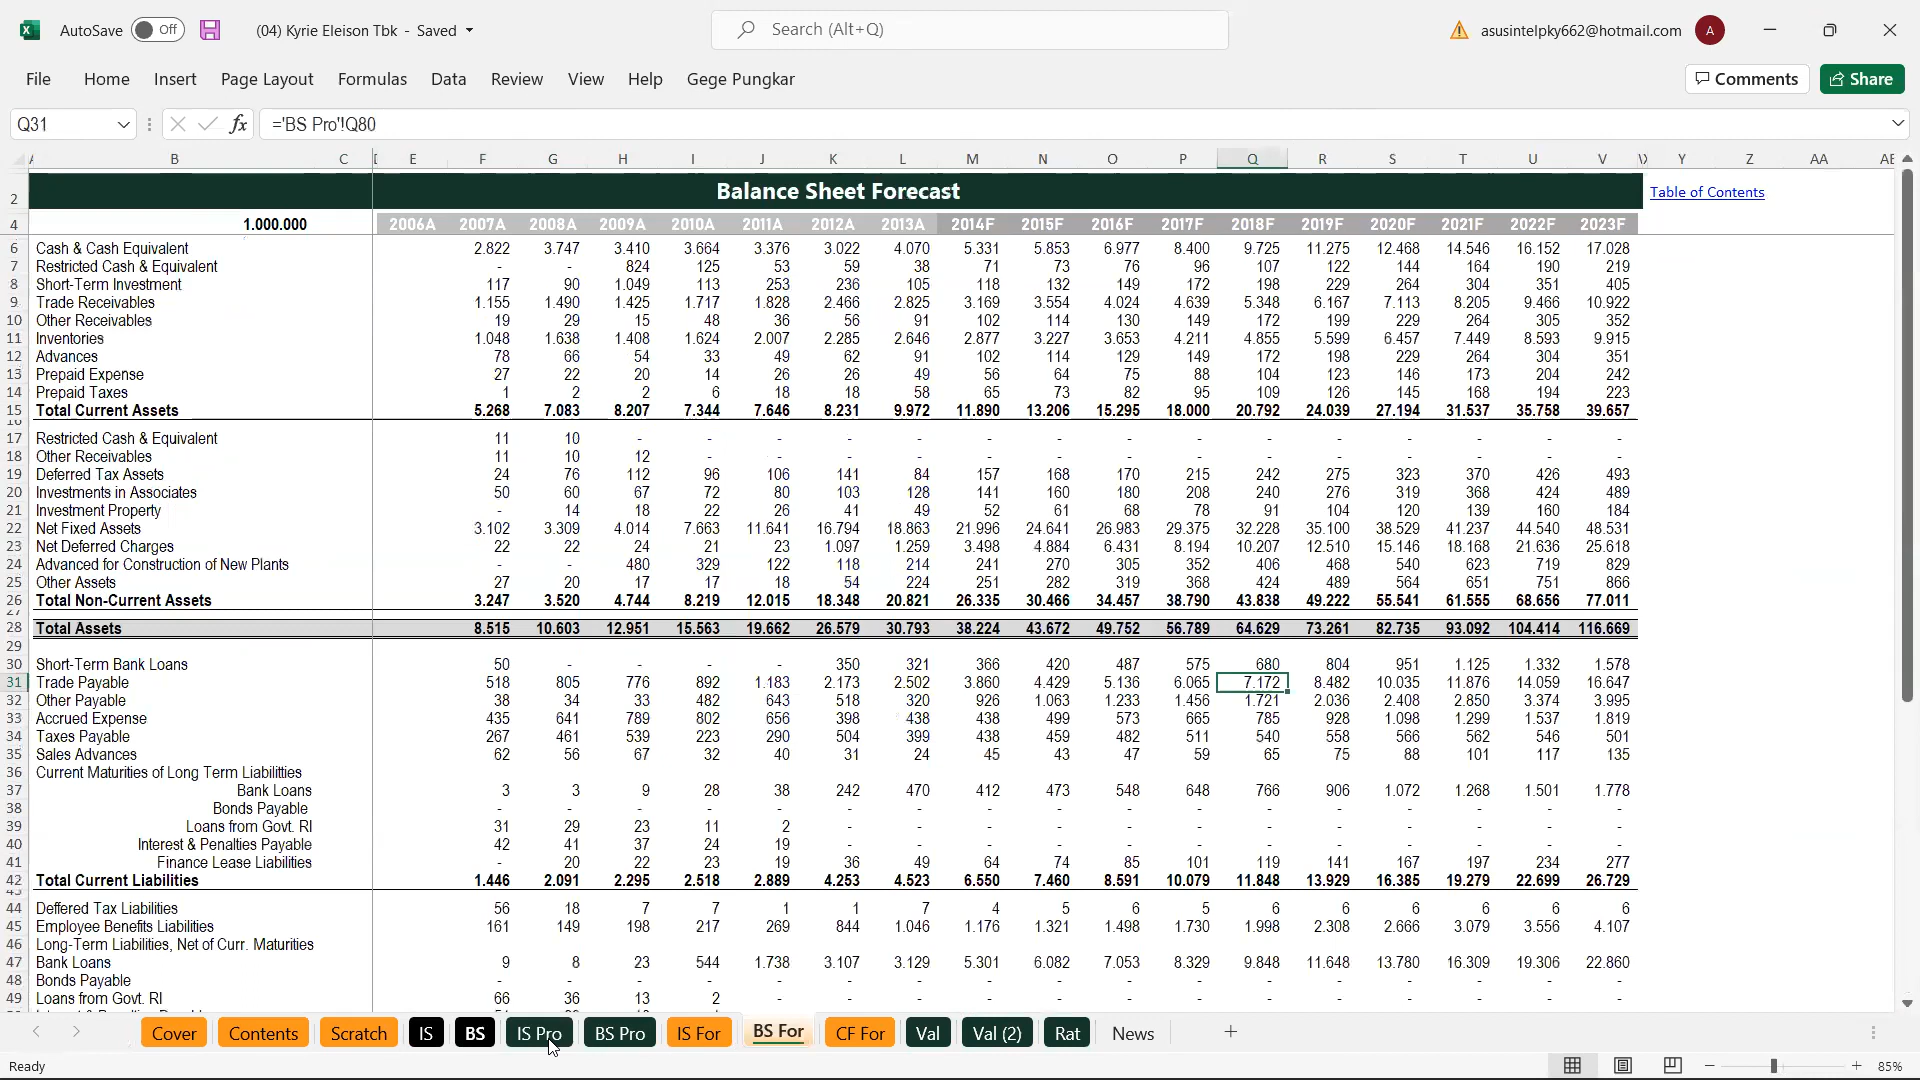 AutoSave Off (04) Kyrie Eleison Tbk - Saved Search (Alt+Q) asusintelpky662@hotmail.com A
File Home Insert Page Layout Formulas Data Review View Help Gege Pungkar Comments Share
Q31 fx ='BS Pro'!Q80
A B C E F G H I J K L M N O P Q R S T U V Y Z AA
2 Balance Sheet Forecast Table of Contents
4 1.000.000 2006A 2007A 2008A 2009A 2010A 2011A 2012A 2013A 2014F 2015F 2016F 2017F 2018F 2019F 2020F 2021F 2022F 2023F
6 Cash & Cash Equivalent 2.822 3.747 3.410 3.664 3.376 3.022 4.070 5.331 5.853 6.977 8.400 9.725 11.275 12.468 14.546 16.152 17.028
7 Restricted Cash & Equivalent - - 824 125 53 59 38 71 73 76 96 107 122 144 164 190 219
8 Short-Term Investment 117 90 1.049 113 253 236 105 118 132 149 172 198 229 264 304 351 405
9 Trade Receivables 1.155 1.490 1.425 1.717 1.828 2.466 2.825 3.169 3.554 4.024 4.639 5.348 6.167 7.113 8.205 9.466 10.922
10 Other Receivables 19 29 15 48 36 56 91 102 114 130 149 172 199 229 264 305 352
11 Inventories 1.048 1.638 1.408 1.624 2.007 2.285 2.646 2.877 3.227 3.653 4.211 4.855 5.599 6.457 7.449 8.593 9.915
12 Advances 78 66 54 33 49 62 91 102 114 129 149 172 198 229 264 304 351
13 Prepaid Expense 27 22 20 14 26 26 49 56 64 75 88 104 123 146 173 204 242
14 Prepaid Taxes 1 2 2 6 18 18 58 65 73 82 95 109 126 145 168 194 223
15 Total Current Assets 5.268 7.083 8.207 7.344 7.646 8.231 9.972 11.890 13.206 15.295 18.000 20.792 24.039 27.194 31.537 35.758 39.657
17 Restricted Cash & Equivalent 11 10 - - - - - - - - - - - - - - -
18 Other Receivables 11 10 12 - - - - - - - - - - - - - -
19 Deferred Tax Assets 24 76 112 96 106 141 84 157 168 170 215 242 275 323 370 426 493
20 Investments in Associates 50 60 67 72 80 103 128 141 160 180 208 240 276 319 368 424 489
21 Investment Property - 14 18 22 26 41 49 52 61 68 78 91 104 120 139 160 184
22 Net Fixed Assets 3.102 3.309 4.014 7.663 11.641 16.794 18.863 21.996 24.641 26.983 29.375 32.228 35.100 38.529 41.237 44.540 48.531
23 Net Deferred Charges 22 22 24 21 23 1.097 1.259 3.498 4.884 6.431 8.194 10.207 12.510 15.146 18.168 21.636 25.618
24 Advanced for Construction of New Plants - - 480 329 122 118 214 241 270 305 352 406 468 540 623 719 829
25 Other Assets 27 20 17 17 18 54 224 251 282 319 368 424 489 564 651 751 866
26 Total Non-Current Assets 3.247 3.520 4.744 8.219 12.015 18.348 20.821 26.335 30.466 34.457 38.790 43.838 49.222 55.541 61.555 68.656 77.011
28 Total Assets 8.515 10.603 12.951 15.563 19.662 26.579 30.793 38.224 43.672 49.752 56.789 64.629 73.261 82.735 93.092 104.414 116.669
29
30 Short-Term Bank Loans 50 - - - - 350 321 366 420 487 575 680 804 951 1.125 1.332 1.578
31 Trade Payable 518 805 776 892 1.183 2.173 2.502 3.860 4.429 5.136 6.065 7.172 8.482 10.035 11.876 14.059 16.647
32 Other Payable 38 34 33 482 643 518 320 926 1.063 1.233 1.456 1.721 2.036 2.408 2.850 3.374 3.995
33 Accrued Expense 435 641 789 802 656 398 438 438 499 573 665 785 928 1.098 1.299 1.537 1.819
34 Taxes Payable 267 461 539 223 290 504 399 438 459 482 511 540 558 566 562 546 501
35 Sales Advances 62 56 67 32 40 31 24 45 43 47 59 65 75 88 101 117 135
36 Current Maturities of Long Term Liabilitties
37 Bank Loans 3 3 9 28 38 242 470 412 473 548 648 766 906 1.072 1.268 1.501 1.778
38 Bonds Payable - - - - - - - - - - - - - - - - -
39 Loans from Govt. RI 31 29 23 11 2 - - - - - - - - - - - -
40 Interest & Penalties Payable 42 41 37 24 19 - - - - - - - - - - - -
41 Finance Lease Liabilities - 20 22 23 19 36 49 64 74 85 101 119 141 167 197 234 277
42 Total Current Liabilities 1.446 2.091 2.295 2.518 2.889 4.253 4.523 6.550 7.460 8.591 10.079 11.848 13.929 16.385 19.279 22.699 26.729
44 Deffered Tax Liabilities 56 18 7 7 1 1 7 4 5 6 5 6 6 6 6 6 6
45 Employee Benefits Liabilities 161 149 198 217 269 844 1.046 1.176 1.321 1.498 1.730 1.998 2.308 2.666 3.079 3.556 4.107
46 Long-Term Liabilities, Net of Curr. Maturities
47 Bank Loans 9 8 23 544 1.738 3.107 3.129 5.301 6.082 7.053 8.329 9.848 11.648 13.780 16.309 19.306 22.860
48 Bonds Payable - - - - - - - - - - - - - - - - -
49 Loans from Govt. RI 66 36 13 2 - - - - - - - - - - - - -
Cover Contents Scratch IS BS IS Pro BS Pro IS For BS For CF For Val Val (2) Rat News
Ready 85%